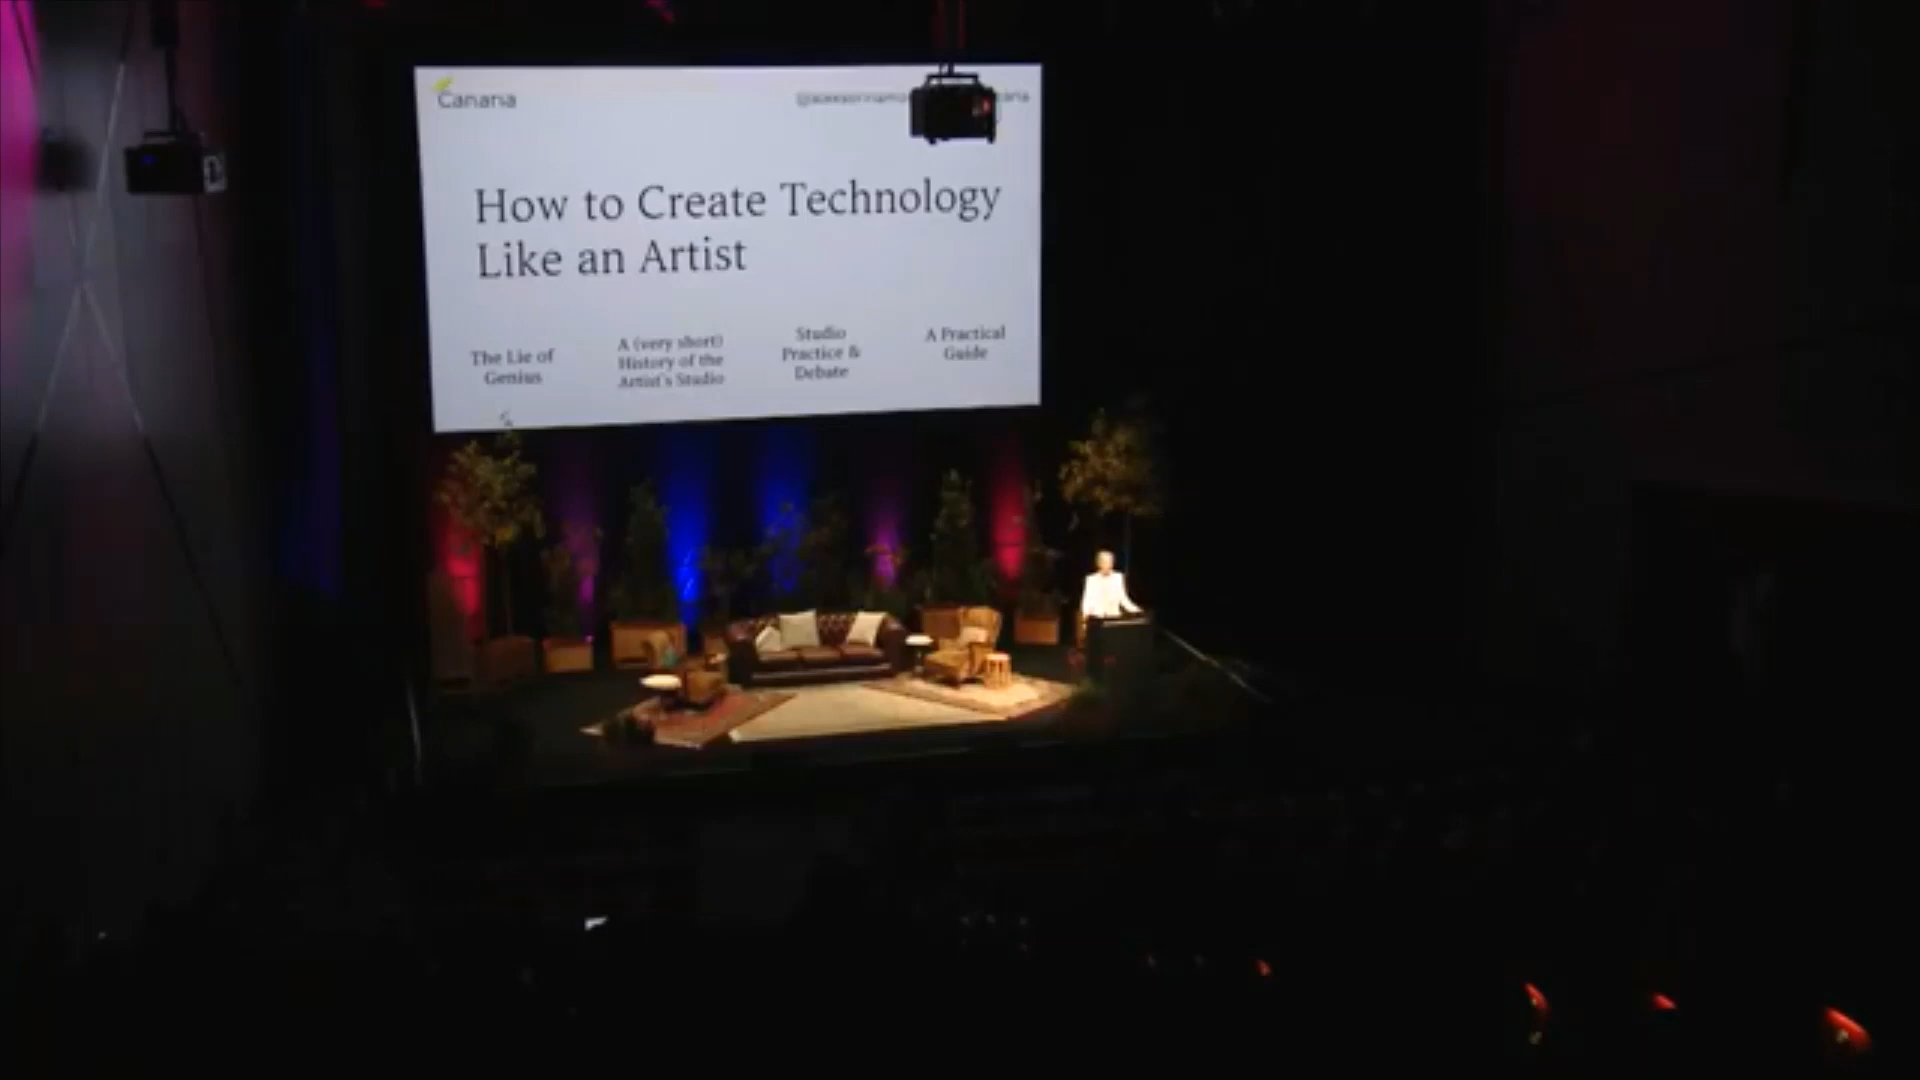 Canaria
How to Create Technology
Like an Artist
The Lie of
Genius
A (very short)
History of the
Artist's Studio
Studio
Practice &
Debate
A Practical
Guide